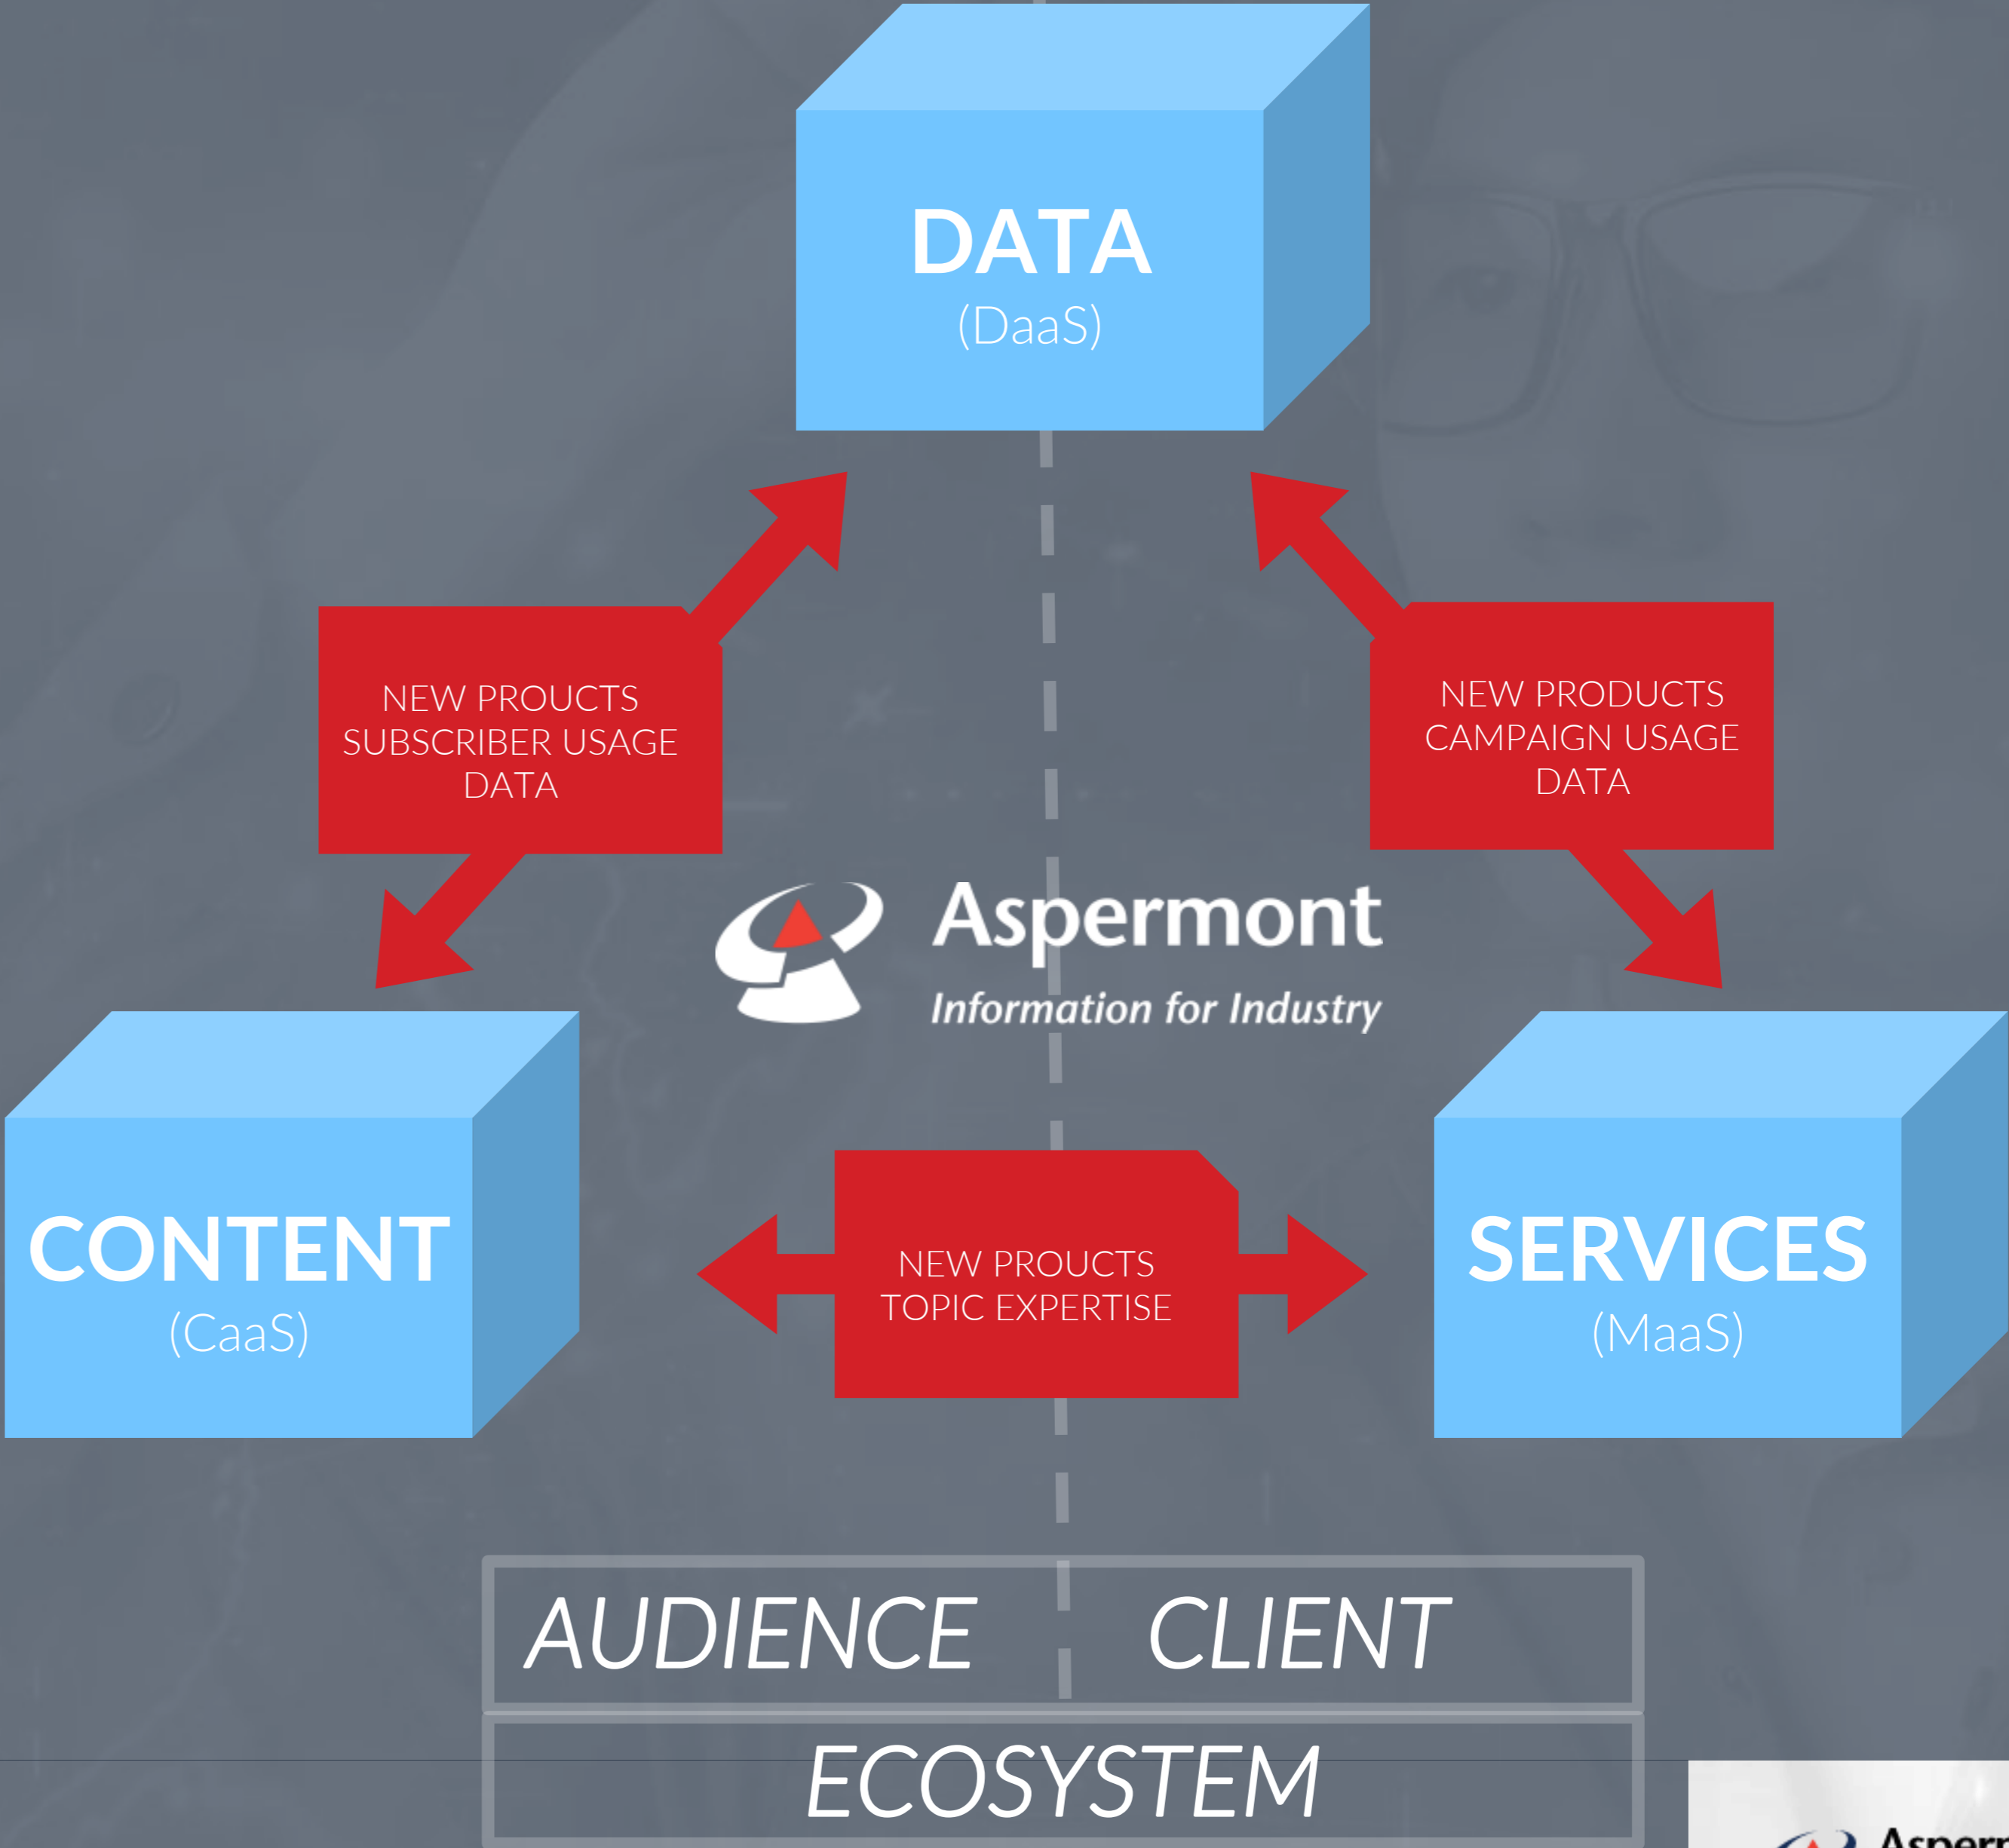 DATA
(DaaS)
NEW PROUCTS
SUBSCRIBER USAGE
DATA
NEW PRODUCTS
CAMPAIGN USAGE
DATA
Aspermont
Information for Industry
CONTENT
(CaaS)
NEW PROUCTS
TOPIC EXPERTISE
SERVICES
(MaaS)
AUDIENCE CLIENT
ECOSYSTEM